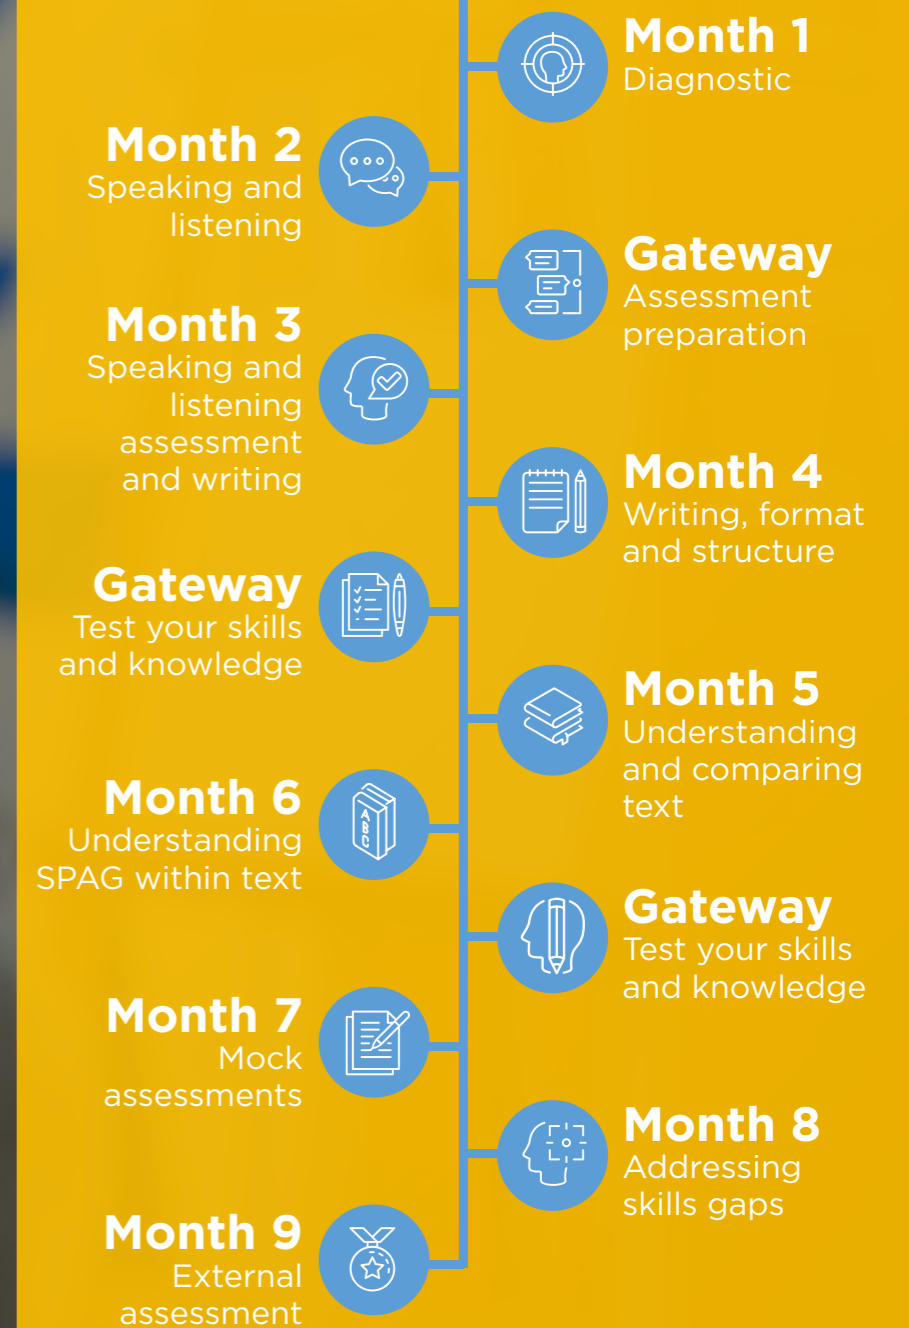 Month 1
Diagnostic
Month 2
Speaking and
listening
Gateway
Assessment
preparation
Month 3
Speaking and
listening
assessment
and writing
Month 4
Writing, format
and structure
Gateway
Test your skills
and knowledge
Month 5
Understanding
and comparing
text
Month 6
Understanding
SPAG within text
A
B
C
Gateway
Test your skills
and knowledge
Month 7
Mock
assessments
Month 8
Addressing
skills gaps
Month 9
External
assessment